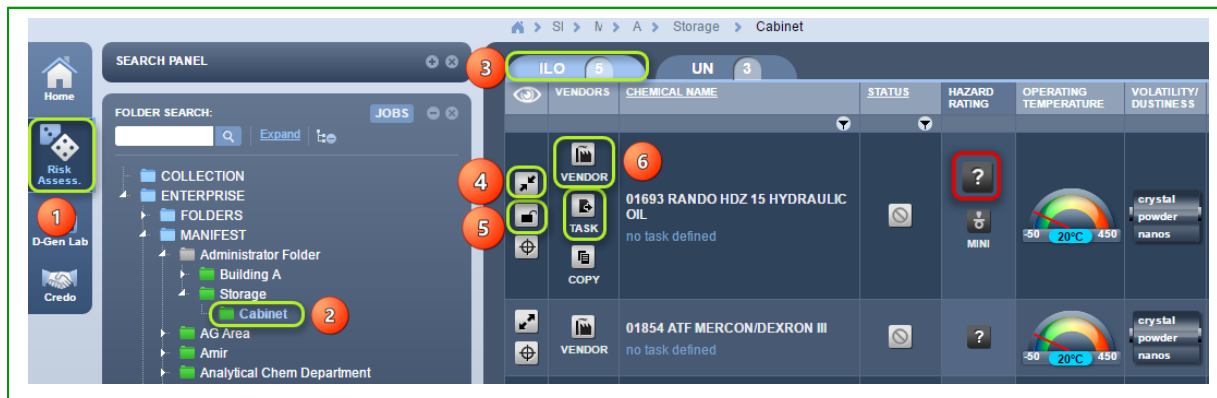 SI M A Storage Cabinet
Home
Risk
Assess.
1
D-Gen Lab
Credo
SEARCH PANEL
FOLDER SEARCH:
JOBS
Expand
COLLECTION
ENTERPRISE
FOLDERS
MANIFEST
Administrator Folder
Building A
Storage
Cabinet
2
AG Area
Amir
Analytical Chem Department
3
ILO 5
UN 3
VENDORS
CHEMICAL NAME
STATUS
HAZARD
RATING
OPERATING
TEMPERATURE
VOLATILITY/
DUSTINESS
4
5
VENDOR
6
TASK
COPY
01693 RANDO HDZ 15 HYDRAULIC
OIL
no task defined
?
MINI
-50 20°C 450
crystal
powder
nanos
VENDOR
01854 ATF MERCON/DEXRON III
no task defined
?
-50 20°C 450
crystal
powder
nanos